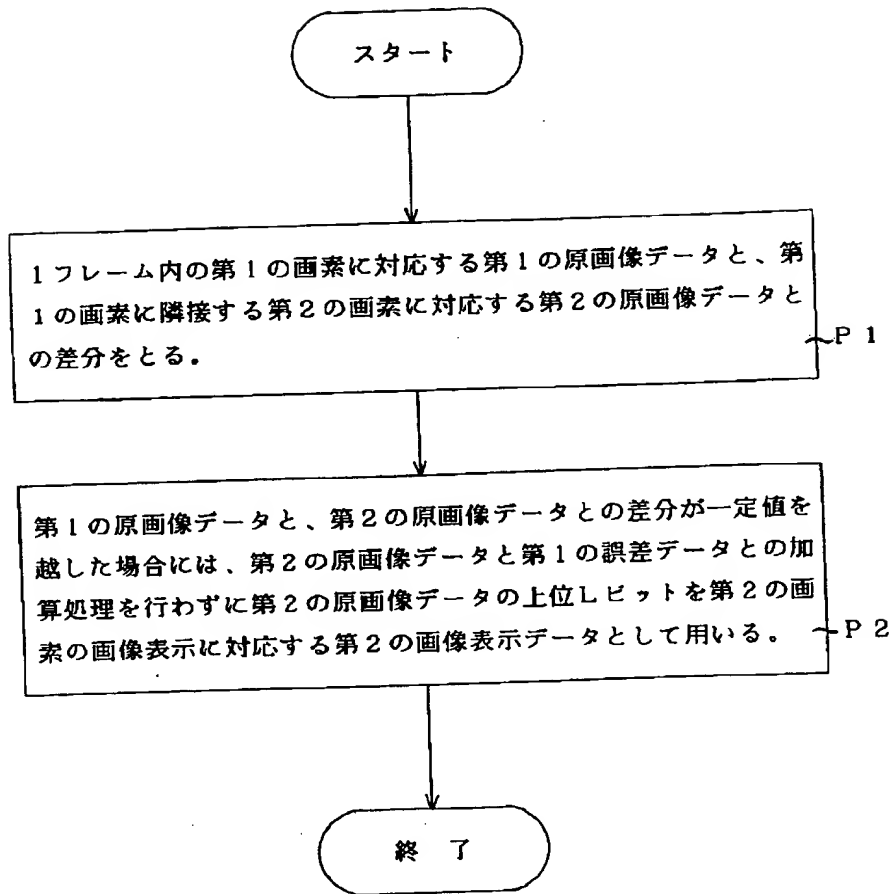 スタート
1フレーム内の第1の画素に対応する第1の原画像データと、第
1の画素に隣接する第2の画素に対応する第2の原画像データと
の差分をとる。
P1
第1の原画像データと、第2の原画像データとの差分が一定値を
越した場合には、第2の原画像データと第1の誤差データとの加
算処理を行わずに第2の原画像データの上位Lビットを第2の画
素の画像表示に対応する第2の画像表示データとして用いる。
P2
終 了